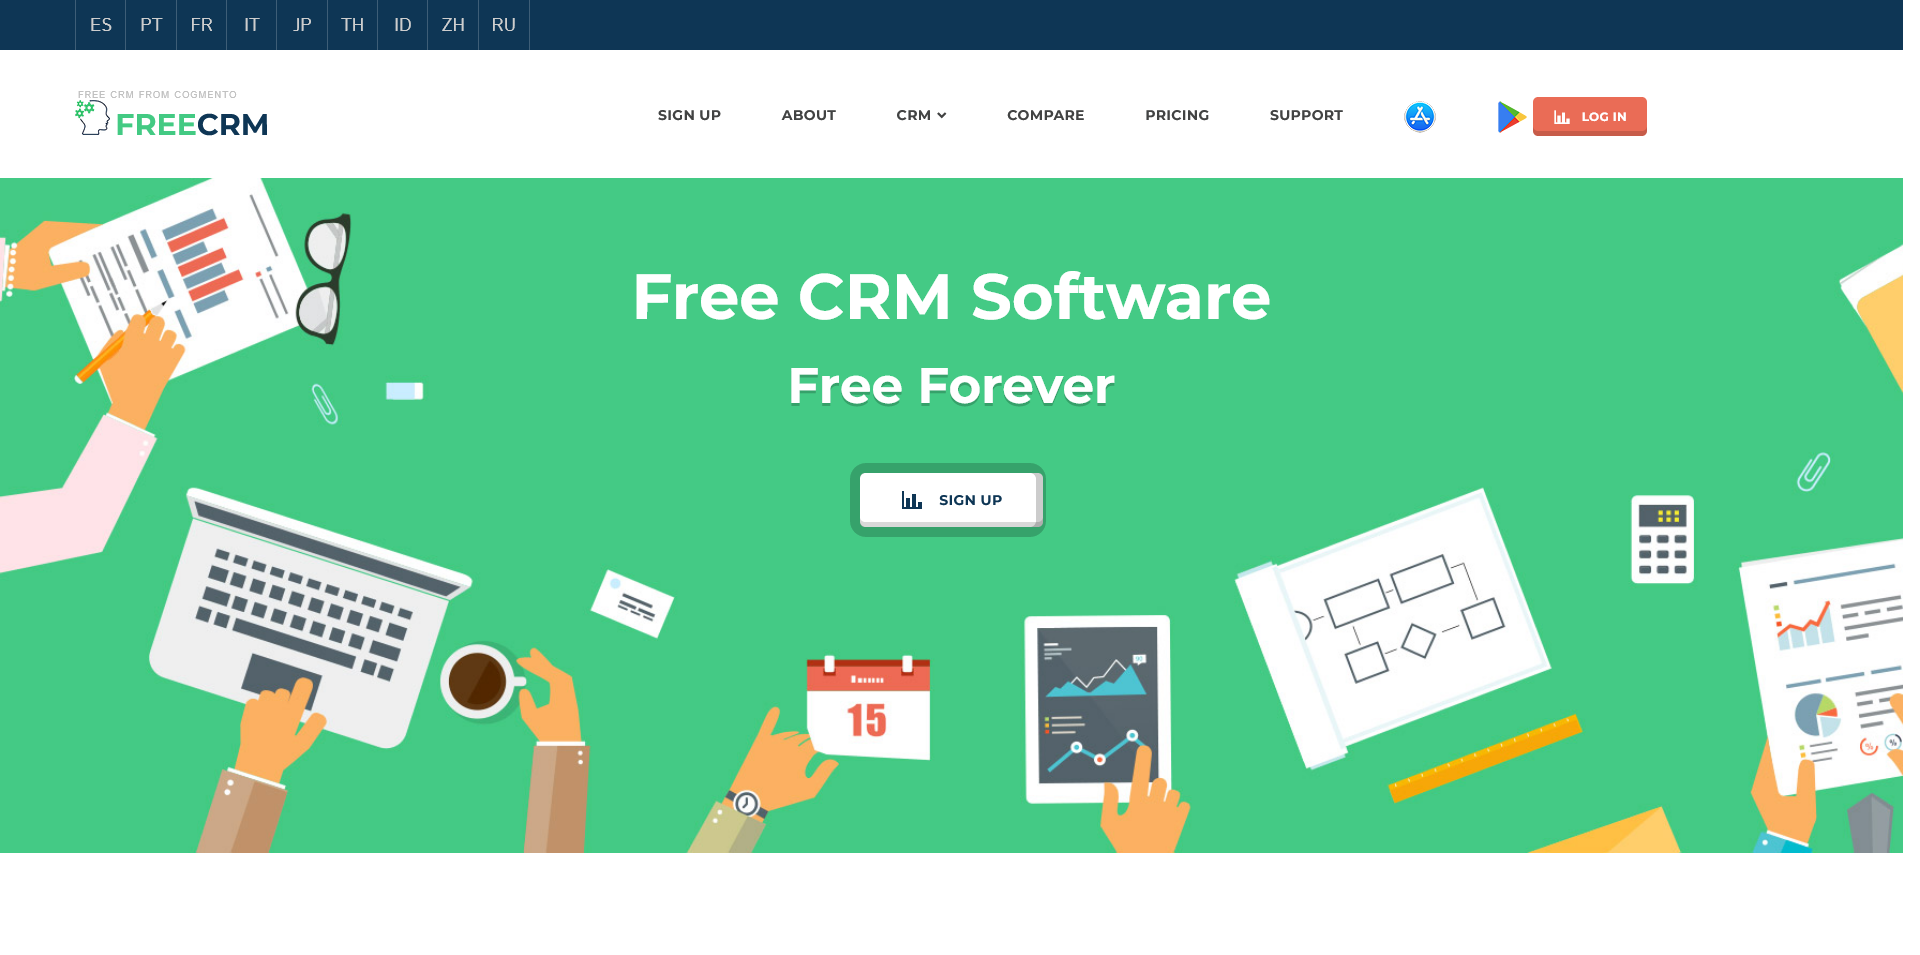 ES PT FR IT JP TH ID ZH RU
FREE CRM FROM COGMENTO
FREECRM
SIGN UP ABOUT CRM COMPARE PRICING SUPPORT LOG IN
Free CRM Software
Free Forever
SIGN UP
15
% %